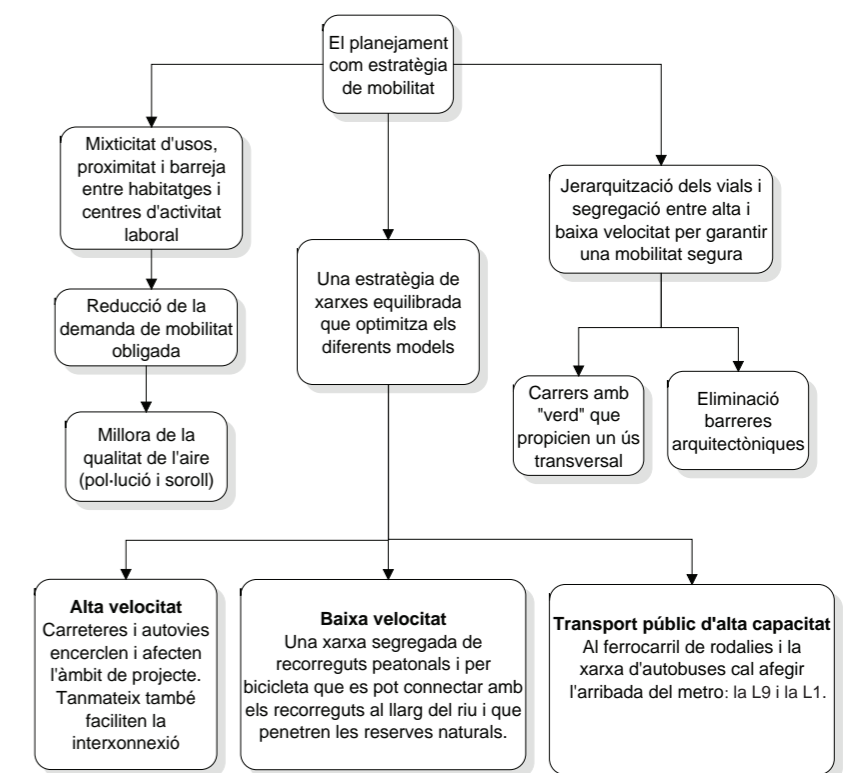 El planejament
com estratègia
de mobilitat
Mixticitat d'usos,
proximitat i barreja
entre habitatges i
centres d'activitat
laboral
Jerarquització dels vials i
segregació entre alta i
baixa velocitat per garantir
una mobilitat segura
Una estratègia de
xarxes equilibrada
que optimitza els
diferents models
Reducció de la
demanda de mobilitat
obligada
Carrers amb
"verd" que
propicien un ús
transversal
Eliminació
barreres
arquitectòniques
Millora de la
qualitat de l'aire
(pol·lució i soroll)
Alta velocitat
Carreteres i autovies
encerclen i afecten
l'àmbit de projecte.
Tanmateix també
faciliten la
interxonnexió
Baixa velocitat
Una xarxa segregada de
recorreguts peatonals i per
bicicleta que es pot connectar amb
els recorreguts al llarg del riu i que
penetren les reserves naturals.
Transport públic d'alta capacitat
Al ferrocarril de rodalies i la
xarxa d'autobuses cal afegir
l'arribada del metro: la L9 i la L1.